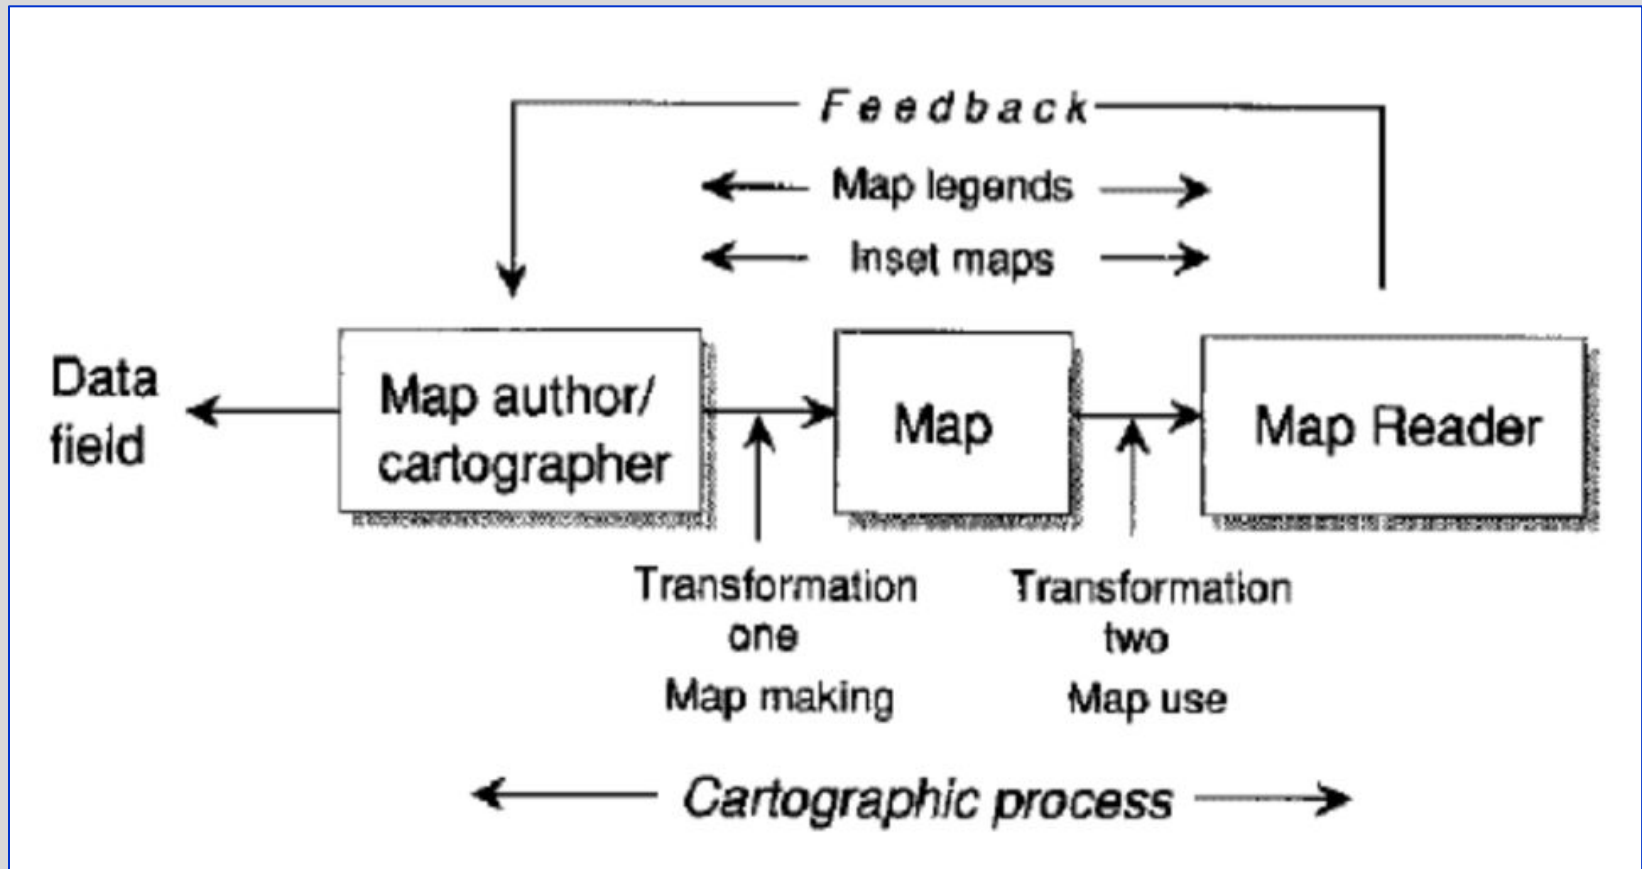 Feedback
Map legends
Inset maps
Data
field
Map author/
cartographer
Map
Map Reader
Transformation
one
Map making
Transformation
two
Map use
Cartographic process